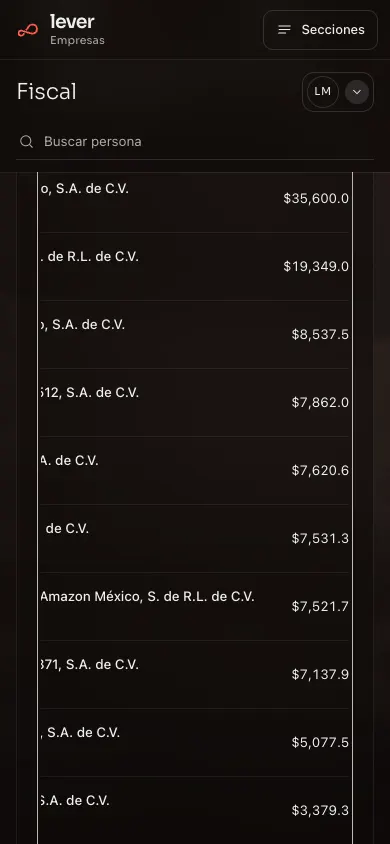 lever
Empresas
Secciones
Fiscal
LM
Buscar persona
o, S.A. de C.V.
$35,600.0
. de R.L. de C.V.
$19,349.0
o, S.A. de C.V.
$8,537.5
512, S.A. de C.V.
$7,862.0
A. de C.V.
$7,620.6
de C.V.
$7,531.3
Amazon México, S. de R.L. de C.V.
$7,521.7
371, S.A. de C.V.
$7,137.9
, S.A. de C.V.
$5,077.5
S.A. de C.V.
$3,379.3